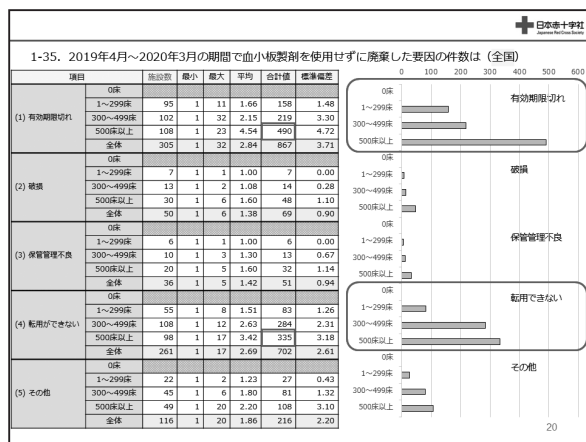 日本赤十字社
Japanese Red Cross Society
1-35．2019年4月～2020年3月の期間で血小板製剤を使用せずに廃棄した要因の件数は（全国）
項目 施設数 最小 最大 平均 合計値 標準偏差
(1) 有効期限切れ
0床
1～299床 95 1 11 1.66 158 1.48
300～499床 102 1 32 2.15 219 3.30
500床以上 108 1 23 4.54 490 4.72
全体 305 1 32 2.84 867 3.71
(2) 破損
0床
1～299床 7 1 1 1.00 7 0.00
300～499床 13 1 2 1.08 14 0.28
500床以上 30 1 6 1.60 48 1.10
全体 50 1 6 1.38 69 0.90
(3) 保管管理不良
0床
1～299床 6 1 1 1.00 6 0.00
300～499床 10 1 3 1.30 13 0.67
500床以上 20 1 5 1.60 32 1.14
全体 36 1 5 1.42 51 0.94
(4) 転用ができない
0床
1～299床 55 1 8 1.51 83 1.26
300～499床 108 1 12 2.63 284 2.31
500床以上 98 1 17 3.42 335 3.18
全体 261 1 17 2.69 702 2.61
(5) その他
0床
1～299床 22 1 2 1.23 27 0.43
300～499床 45 1 6 1.80 81 1.32
500床以上 49 1 20 2.20 108 3.10
全体 116 1 20 1.86 216 2.20
0 100 200 300 400 500 600
有効期限切れ
0床
1～299床
300～499床
500床以上
破損
0床
1～299床
300～499床
500床以上
保管管理不良
0床
1～299床
300～499床
500床以上
転用できない
0床
1～299床
300～499床
500床以上
その他
0床
1～299床
300～499床
500床以上
20